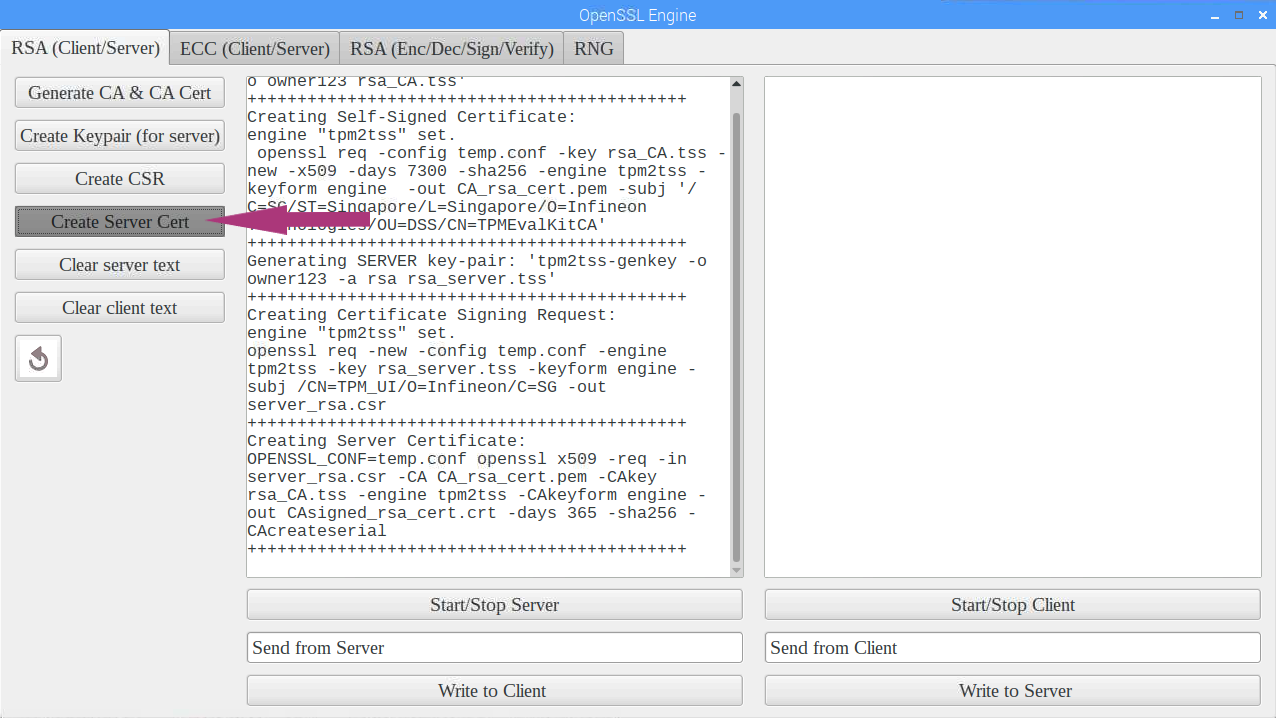 OpenSSL Engine
RSA (Client/Server)
ECC (Client/Server)
RSA (Enc/Dec/Sign/Verify)
RNG
Generate CA & CA Cert
Create Keypair (for server)
Create CSR
Create Server Cert
Clear server text
Clear client text
o owner123 rsa_CA.tss'
++++++++++++++++++++++++++++++++++++++++++++
Creating Self-Signed Certificate:
engine "tpm2tss" set.
openssl req -config temp.conf -key rsa_CA.tss -
new -x509 -days 7300 -sha256 -engine tpm2tss -
keyform engine  -out CA_rsa_cert.pem -subj '/
C=SG/ST=Singapore/L=Singapore/O=Infineon
/OU=DSS/CN=TPMEvalKitCA'
++++++++++++++++++++++++++++++++++++++++++++
Generating SERVER key-pair: 'tpm2tss-genkey -o
owner123 -a rsa rsa_server.tss'
++++++++++++++++++++++++++++++++++++++++++++
Creating Certificate Signing Request:
engine "tpm2tss" set.
openssl req -new -config temp.conf -engine
tpm2tss -key rsa_server.tss -keyform engine -
subj /CN=TPM_UI/O=Infineon/C=SG -out
server_rsa.csr
++++++++++++++++++++++++++++++++++++++++++++
Creating Server Certificate:
OPENSSL_CONF=temp.conf openssl x509 -req -in
server_rsa.csr -CA CA_rsa_cert.pem -CAkey
rsa_CA.tss -engine tpm2tss -CAkeyform engine -
out CAsigned_rsa_cert.crt -days 365 -sha256 -
CAcreateserial
++++++++++++++++++++++++++++++++++++++++++++
Start/Stop Server
Send from Server
Write to Client
Start/Stop Client
Send from Client
Write to Server